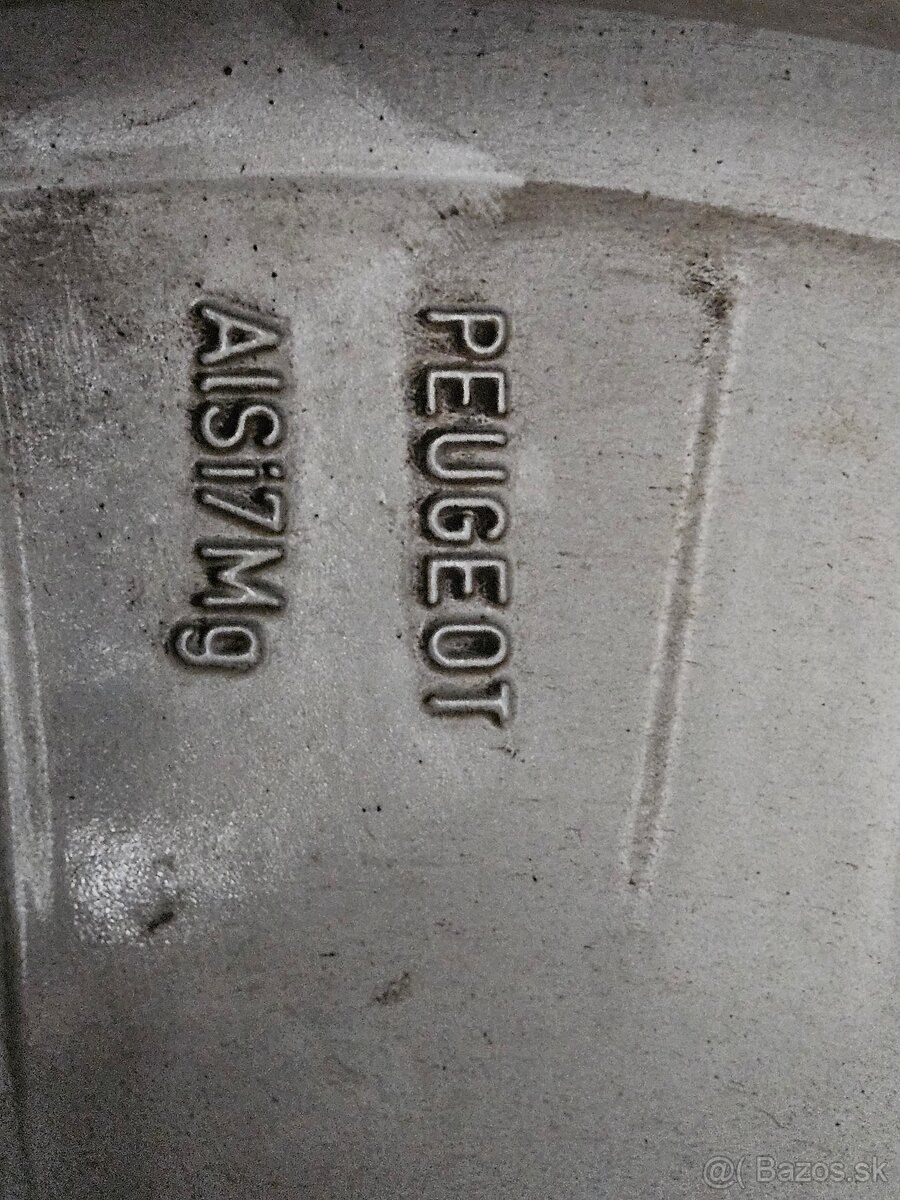 PEUGEOT
AlSi7Mg
@( Bazos.sk